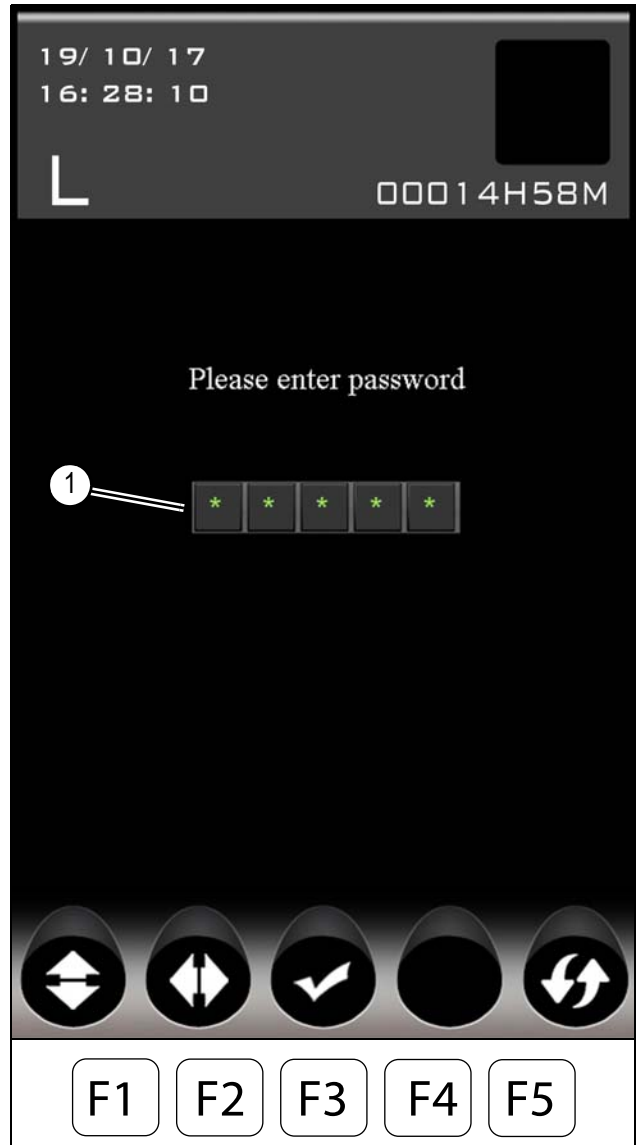 19/ 10/ 17
16: 28: 10
L
00014H58M
Please enter password
1
* * * * *
F1 F2 F3 F4 F5